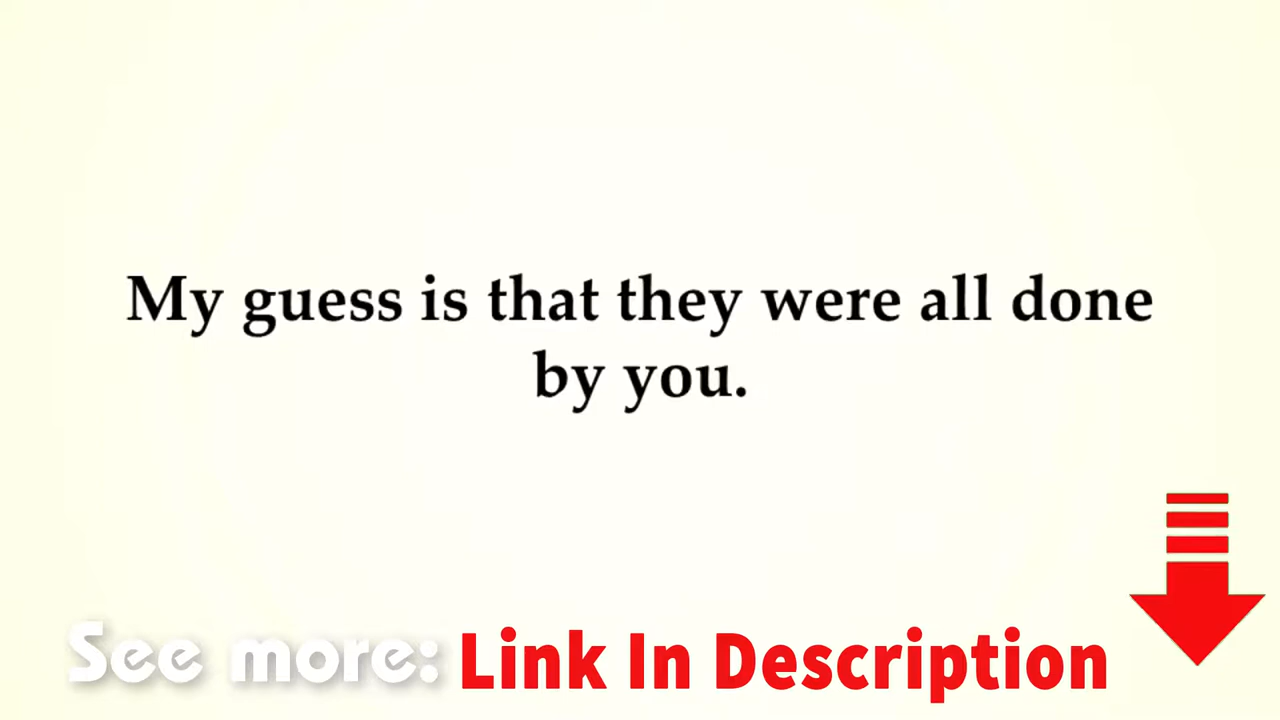 My guess is that they were all done
by you.
See more: Link In Description